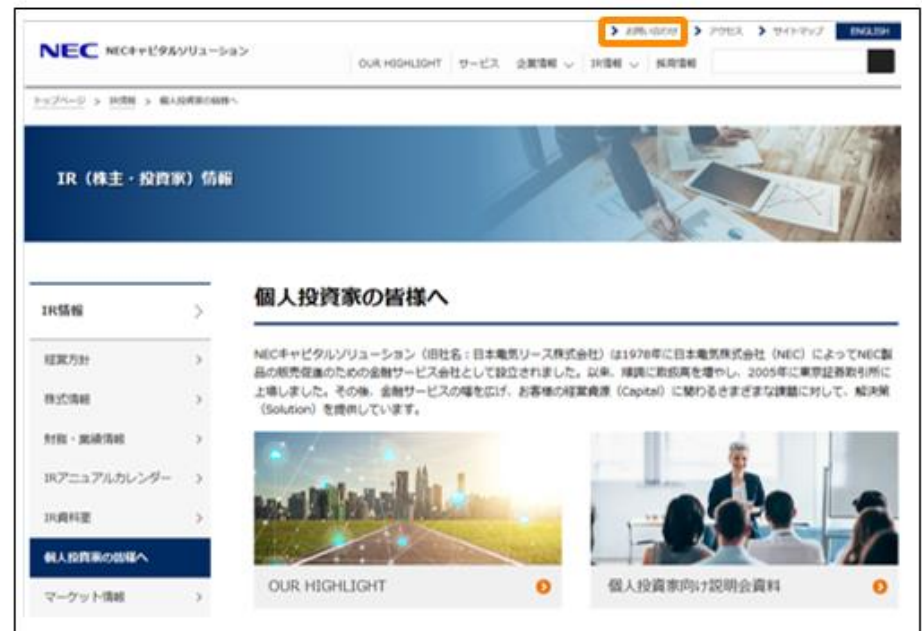 お問い合わせ アクセス サイトマップ ENGLISH
NEC NECキャピタルソリューション
OUR HIGHLIGHT サービス 企業情報 IR情報 採用情報
トップページ > IR情報 > 個人投資家の皆様へ
IR（株主・投資家）情報
IR情報
個人投資家の皆様へ
経営方針
株式情報
財務・業績情報
IRアニュアルカレンダー
IR資料室
個人投資家の皆様へ
マーケット情報
NECキャピタルソリューション（旧社名：日本電気リース株式会社）は1978年に日本電気株式会社（NEC）によってNEC製
品の販売促進のための金融サービス会社として設立されました。以来、順調に取扱高を増やし、2005年に東京証券取引所に
上場しました。その後、金融サービスの幅を広げ、お客様の経営資源（Capital）に関わるさまざまな課題に対して、解決策
（Solution）を提供しています。
OUR HIGHLIGHT
個人投資家向け説明会資料